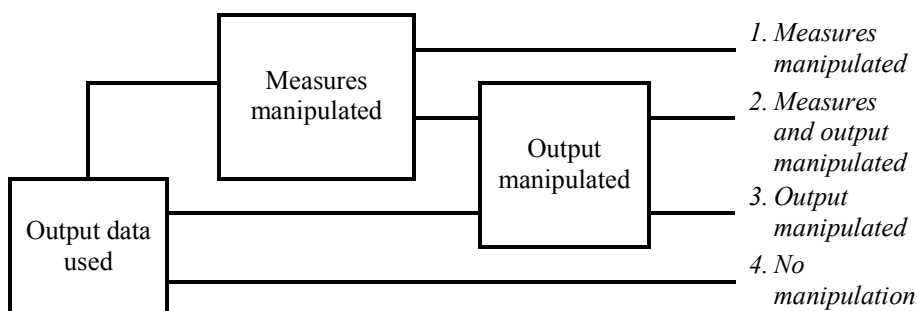 1. Measures
manipulated
Measures
manipulated
2. Measures
and output
manipulated
Output
manipulated
3. Output
manipulated
Output data
used
4. No
manipulation